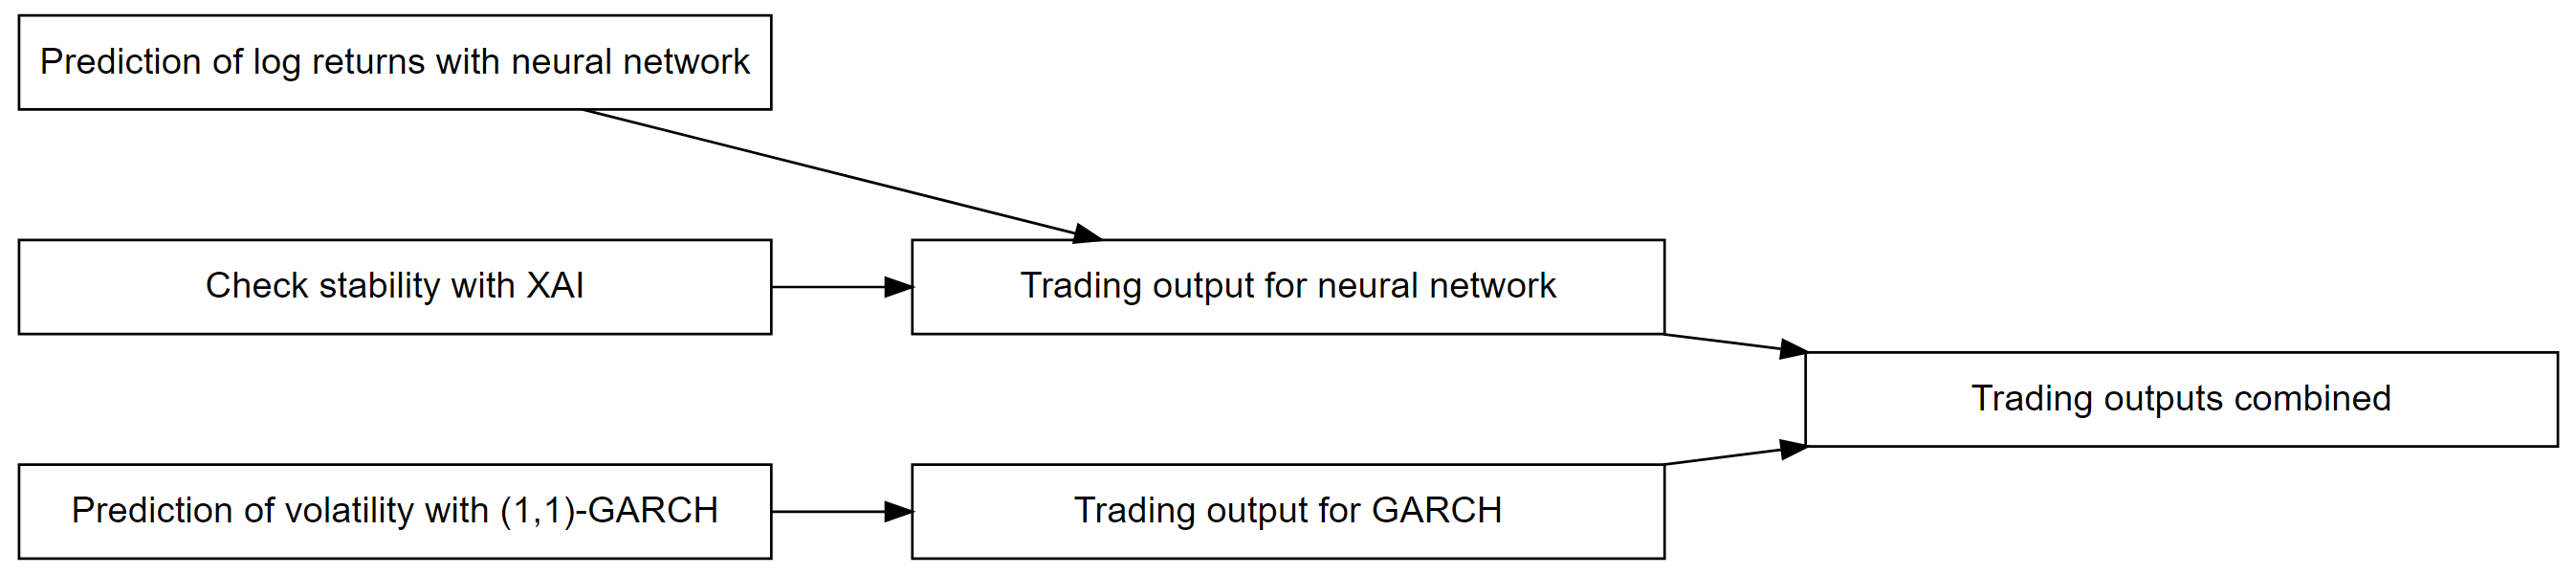 Prediction of log returns with neural network
Check stability with XAI
Trading output for neural network
Trading outputs combined
Prediction of volatility with (1,1)-GARCH
Trading output for GARCH